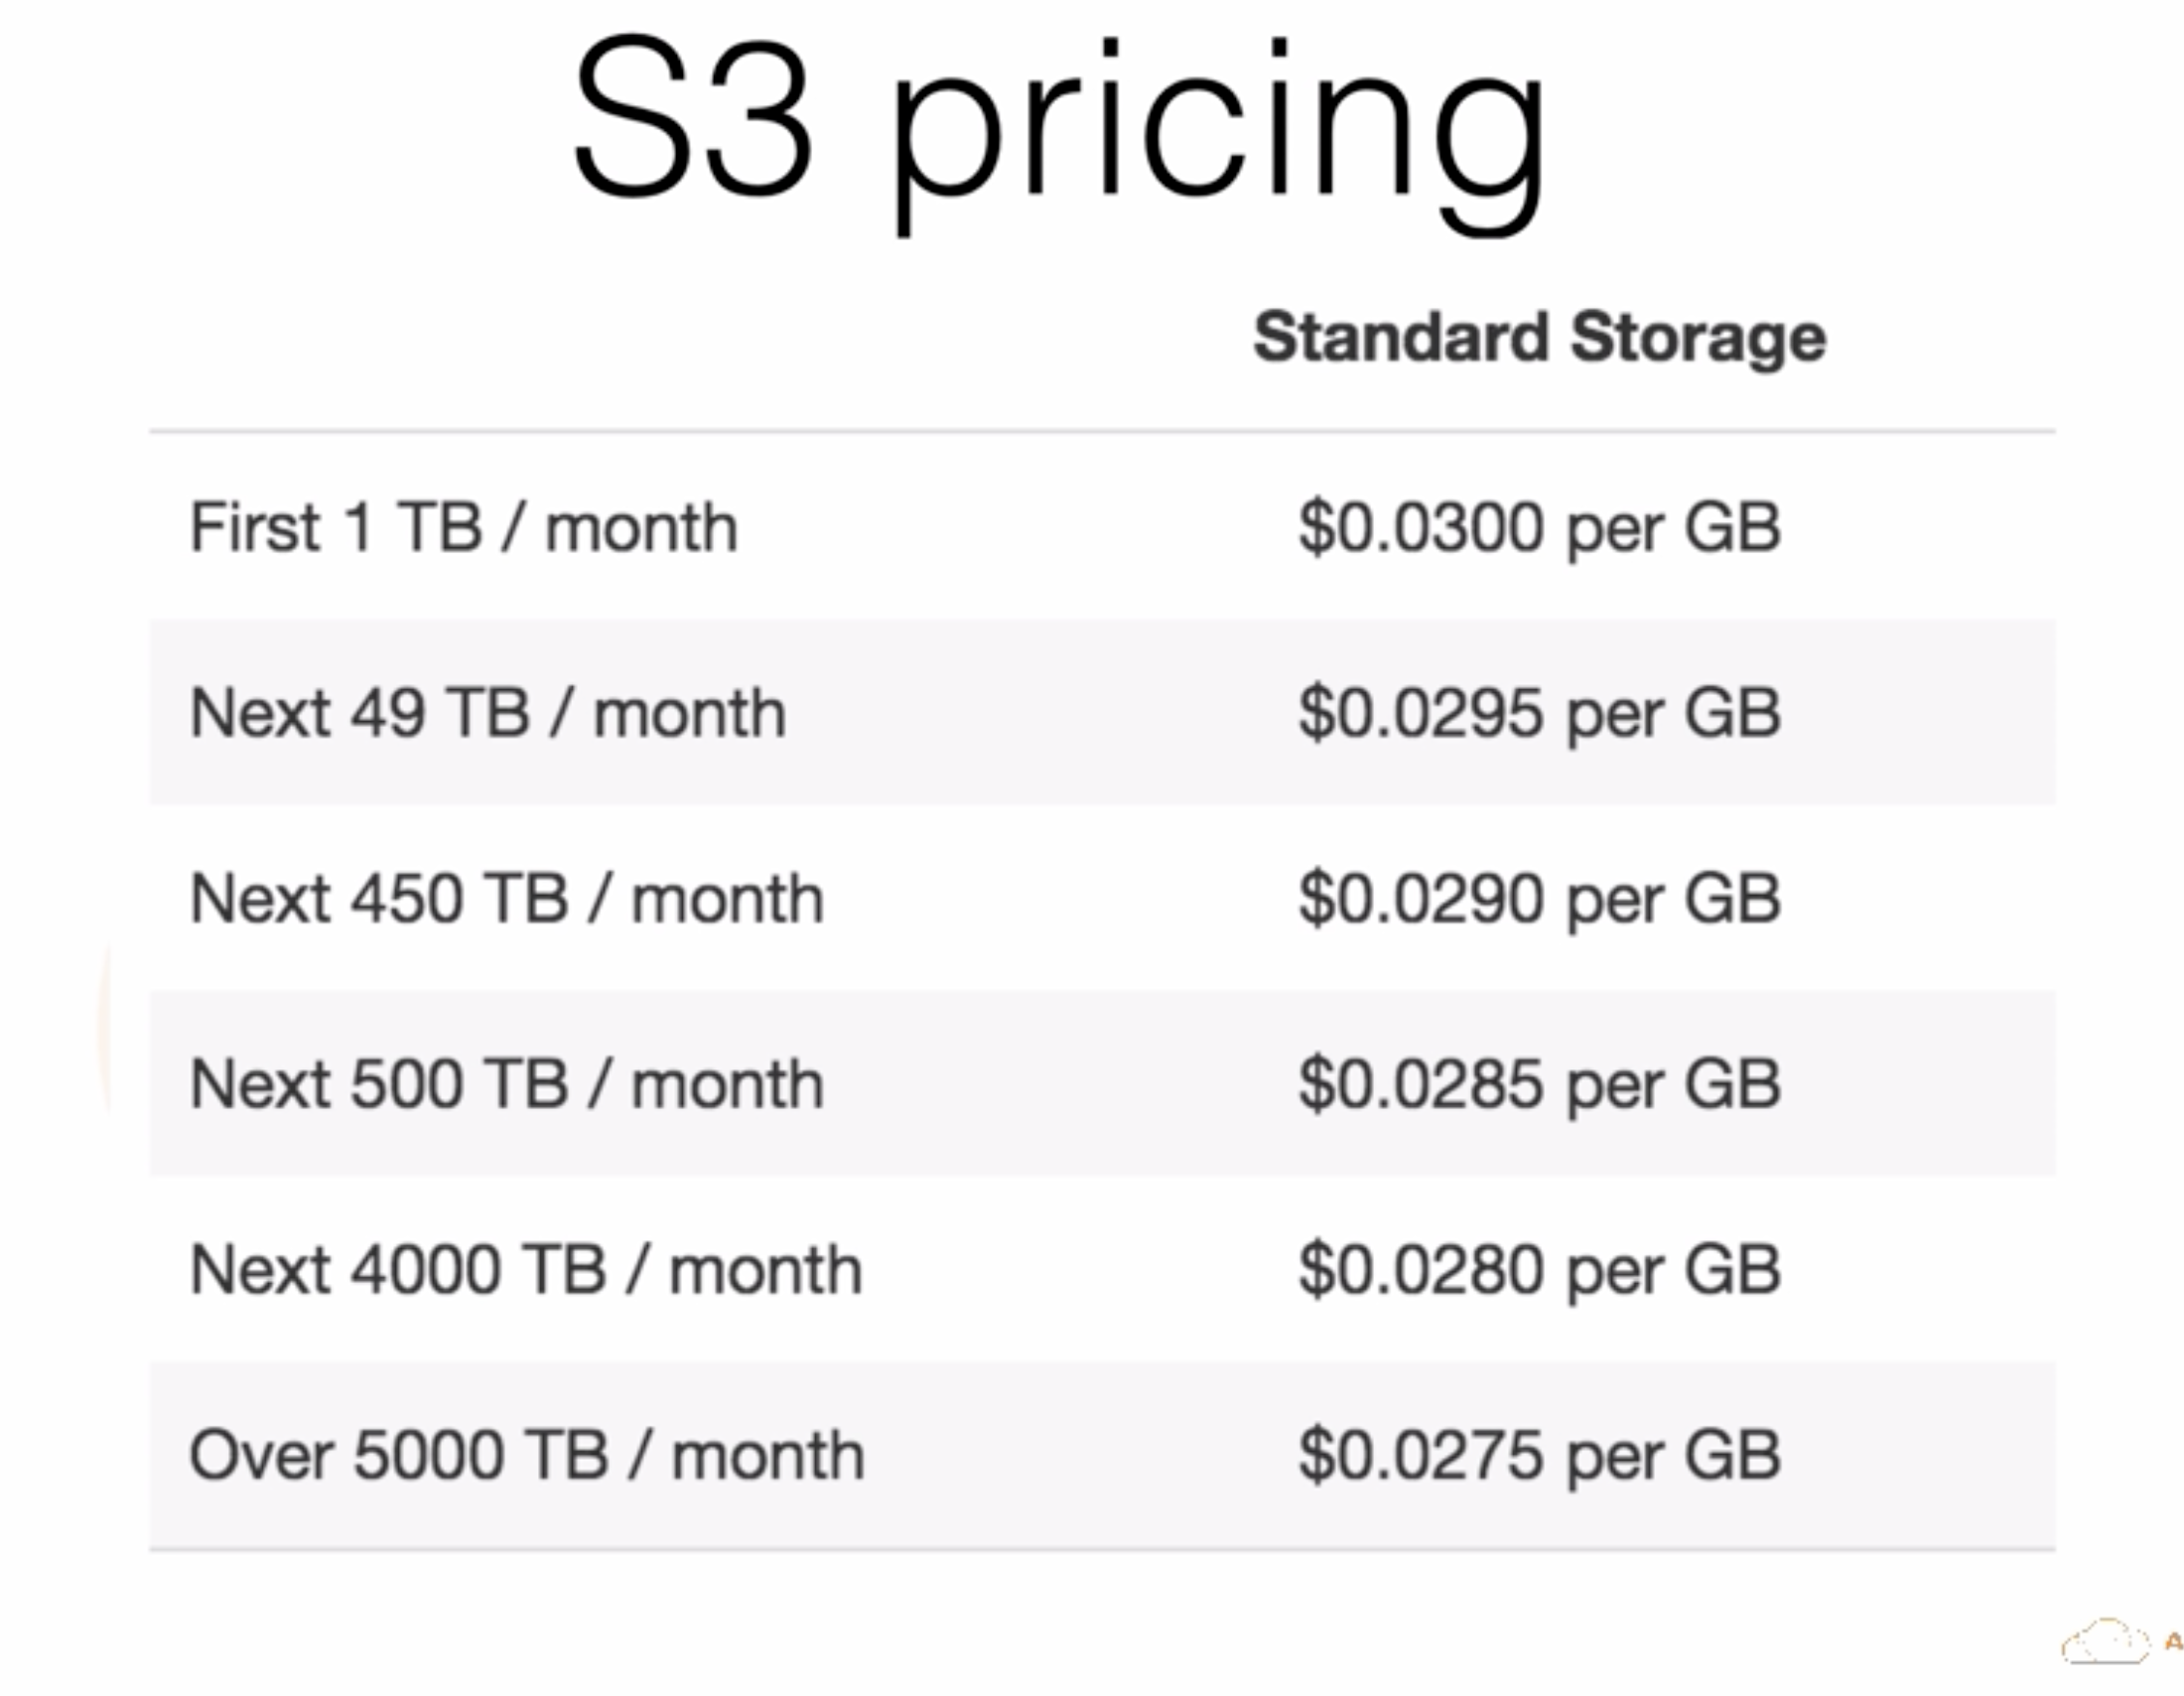 S3 pricing
Standard Storage
First 1 TB / month $0.0300 per GB
Next 49 TB / month $0.0295 per GB
Next 450 TB / month $0.0290 per GB
Next 500 TB / month $0.0285 per GB
Next 4000 TB / month $0.0280 per GB
Over 5000 TB / month $0.0275 per GB
A